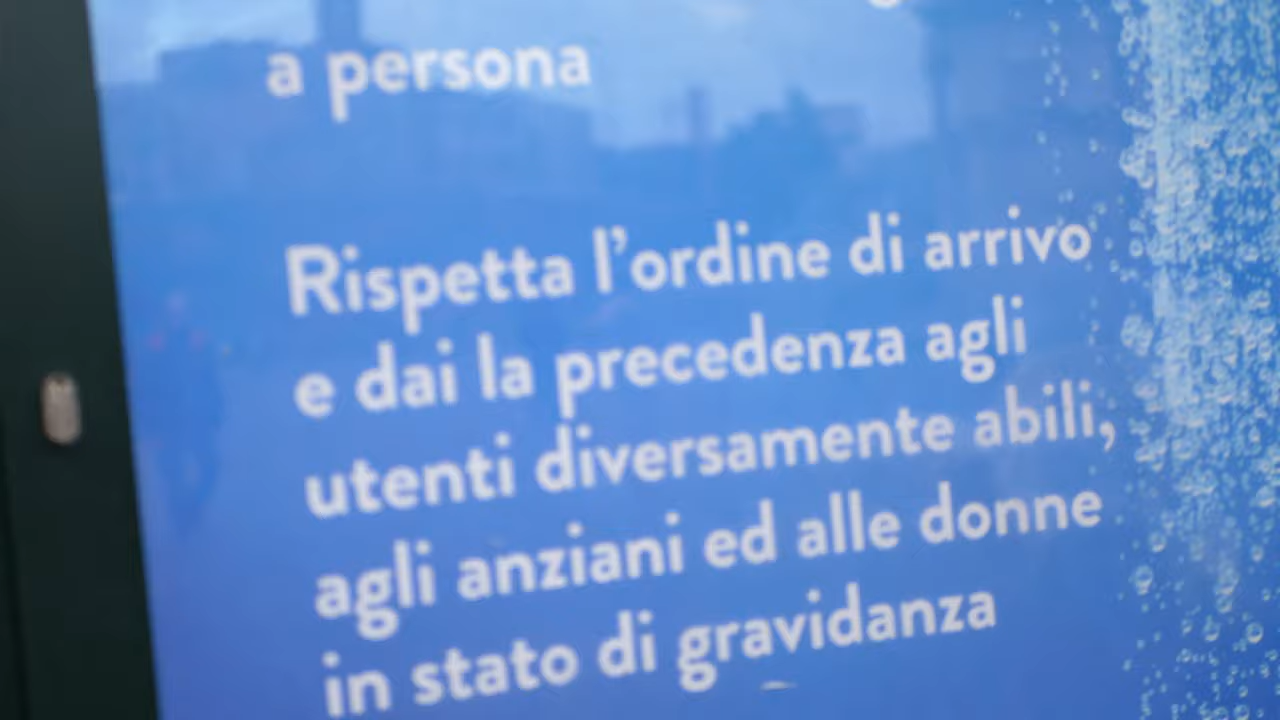 a persona
Rispetta l'ordine di arrivo
e dai la precedenza agli
utenti diversamente abili,
agli anziani ed alle donne
in stato di gravidanza